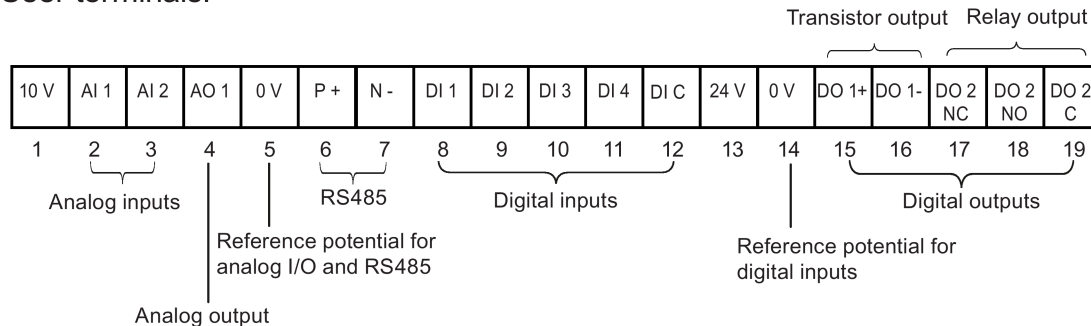 User terminals:
Transistor output Relay output
10 V AI 1 AI 2 AO 1 0 V P + N - DI 1 DI 2 DI 3 DI 4 DI C 24 V 0 V DO 1+ DO 1- DO 2 NC DO 2 NO DO 2 C
1 2 3 4 5 6 7 8 9 10 11 12 13 14 15 16 17 18 19
Analog inputs
RS485
Digital inputs
Digital outputs
Reference potential for
analog I/O and RS485
Reference potential for
digital inputs
Analog output